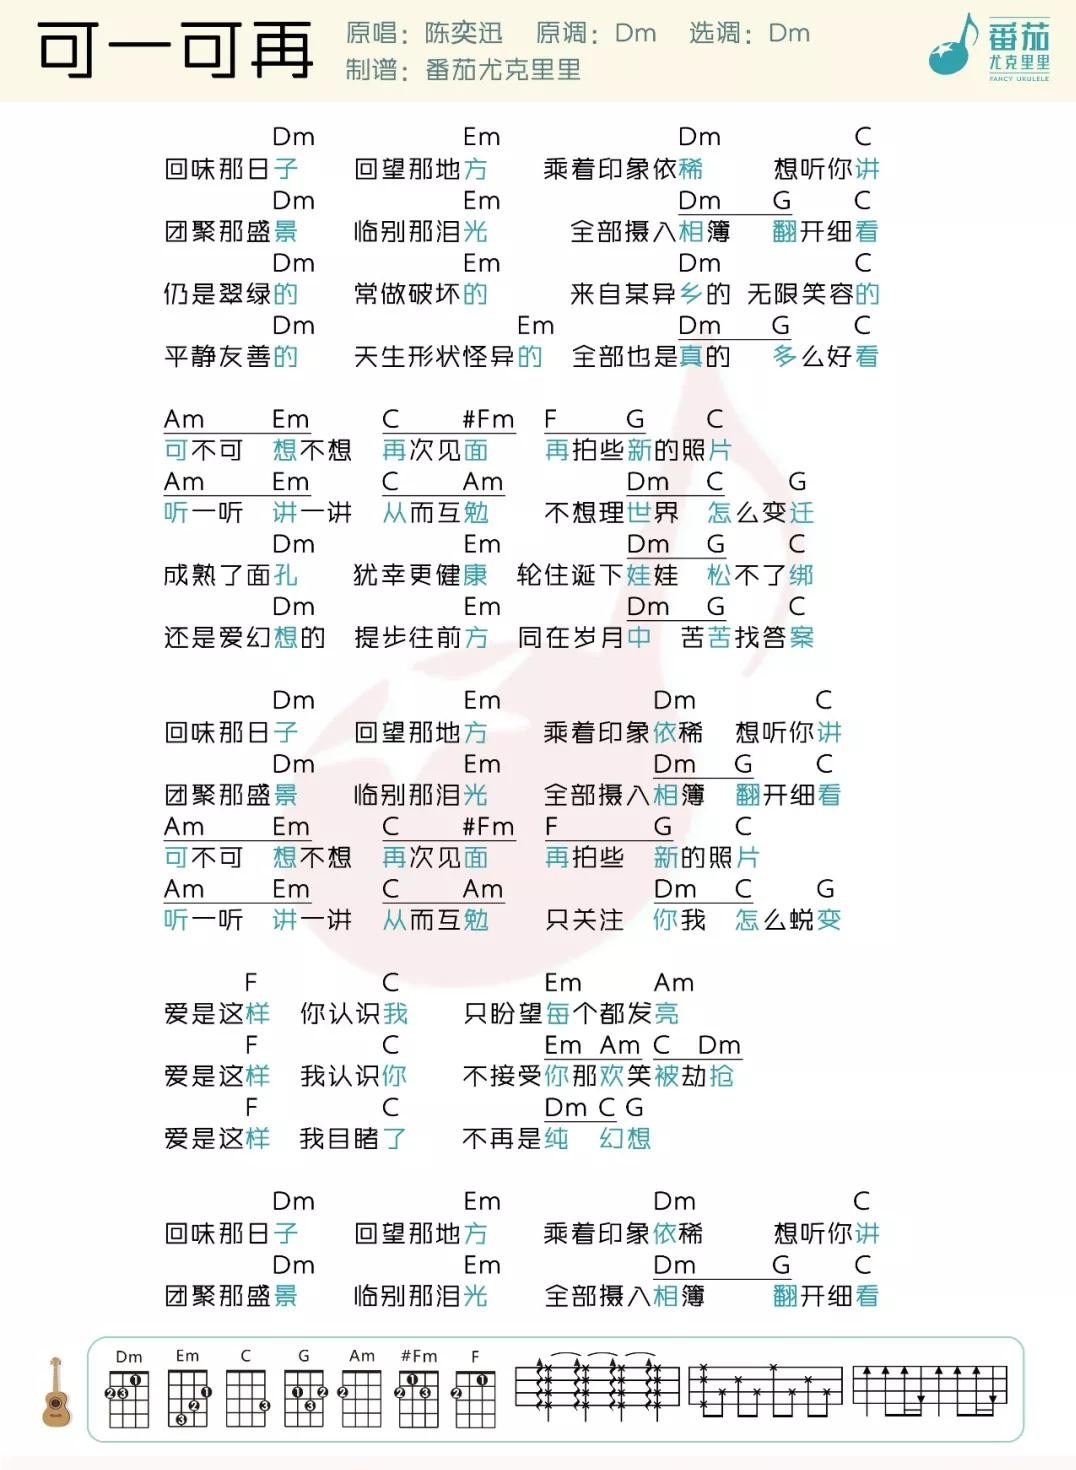 可一可再
原唱：陈奕迅 原调：Dm 选调：Dm
制谱：番茄尤克里里
番茄
尤克里里
FANCY UKULELE
Dm Em Dm C
回味那日子 回望那地方 乘着印象依稀 想听你讲
Dm Em Dm G C
团聚那盛景 临别那泪光 全部摄入相簿 翻开细看
Dm Em Dm C
仍是翠绿的 常做破坏的 来自某异乡的 无限笑容的
Dm Em Dm G C
平静友善的 天生形状怪异的 全部也是真的 多么好看
Am Em C #Fm F G C
可不可 想不想 再次见面 再拍些新的照片
Am Em C Am Dm C G
听一听 讲一讲 从而互勉 不想理世界 怎么变迁
Dm Em Dm G C
成熟了面孔 犹幸更健康 轮住诞下娃娃 松不了绑
Dm Em Dm G C
还是爱幻想的 提步往前方 同在岁月中 苦苦找答案
Dm Em Dm C
回味那日子 回望那地方 乘着印象依稀 想听你讲
Dm Em Dm G C
团聚那盛景 临别那泪光 全部摄入相簿 翻开细看
Am Em C #Fm F G C
可不可 想不想 再次见面 再拍些 新的照片
Am Em C Am Dm C G
听一听 讲一讲 从而互勉 只关注 你我 怎么蜕变
F C Em Am
爱是这样 你认识我 只盼望每个都发亮
F C Em Am C Dm
爱是这样 我认识你 不接受你那欢笑被劫抢
F C Dm C G
爱是这样 我目睹了 不再是纯 幻想
Dm Em Dm C
回味那日子 回望那地方 乘着印象依稀 想听你讲
Dm Em Dm G C
团聚那盛景 临别那泪光 全部摄入相簿 翻开细看
Dm Em C G Am #Fm F